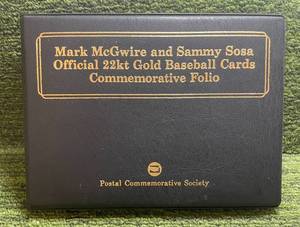 Mark McGwire and Sammy Sosa
Official 22kt Gold Baseball Cards
Commemorative Folio
Postal Commemorative Society